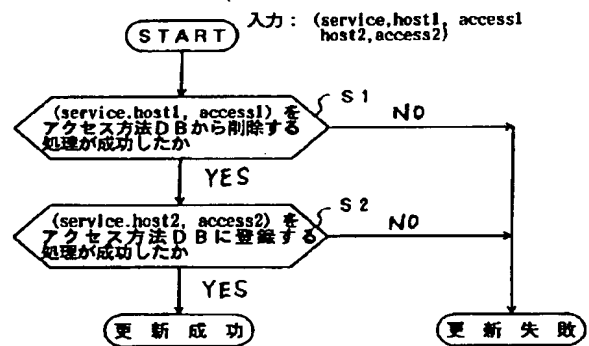 入力： (service,host1, access1
host2,access2)
START
S1
(service.host1, access1) を
アクセス方法DBから削除する
処理が成功したか
NO
YES
S2
(service.host2, access2) を
アクセス方法DBに登録する
処理が成功したか
NO
YES
更新成功
更新失敗